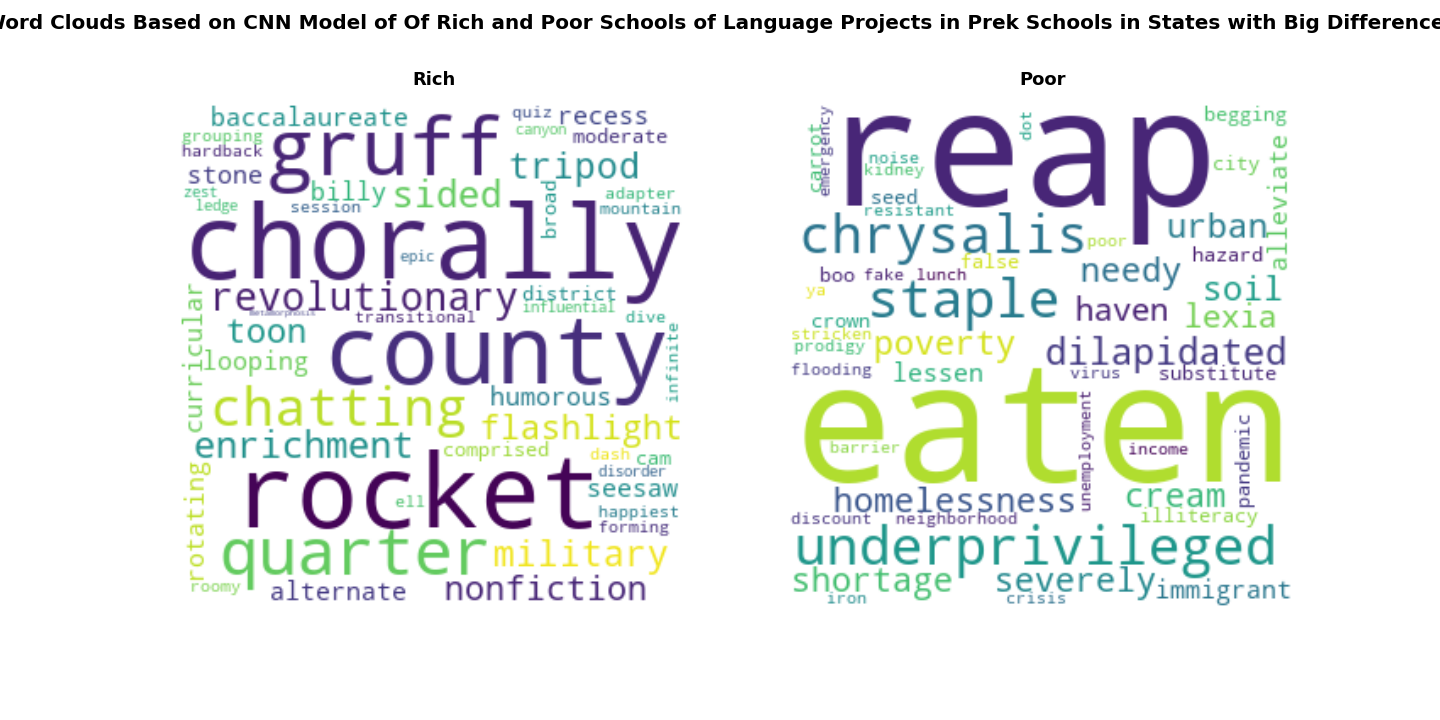 Word Clouds Based on CNN Model of Of Rich and Poor Schools of Language Projects in Prek Schools in States with Big Difference
Rich
baccalaureate
quiz
recess
grouping
gruff
canyon
moderate
hardback
stone
tripod
zest
billy
sided
broad
adapter
ledge
session
mountain
chorally
epic
revolutionary
district
metamorphosis
influential
curricular
transitional
dive
toon
county
infinite
looping
humorous
chatting
flashlight
enrichment
comprised
dash
cam
rotating
rocket
disorder
ell
seesaw
happiest
forming
quarter
military
roomy
alternate
nonfiction
Poor
carrot
emergency
reap
dot
begging
noise
kidney
city
alleviate
seed
resistant
chrysalis
poor
urban
false
hazard
boo
fake lunch
needy
ya
staple
soil
crown
haven
lexia
stricken
prodigy
poverty
dilapidated
flooding
lessen
virus
substitute
eaten
unemployment
barrier
income
pandemic
homelessness
cream
discount
neighborhood
illiteracy
underprivileged
shortage
severely
immigrant
iron
crisis